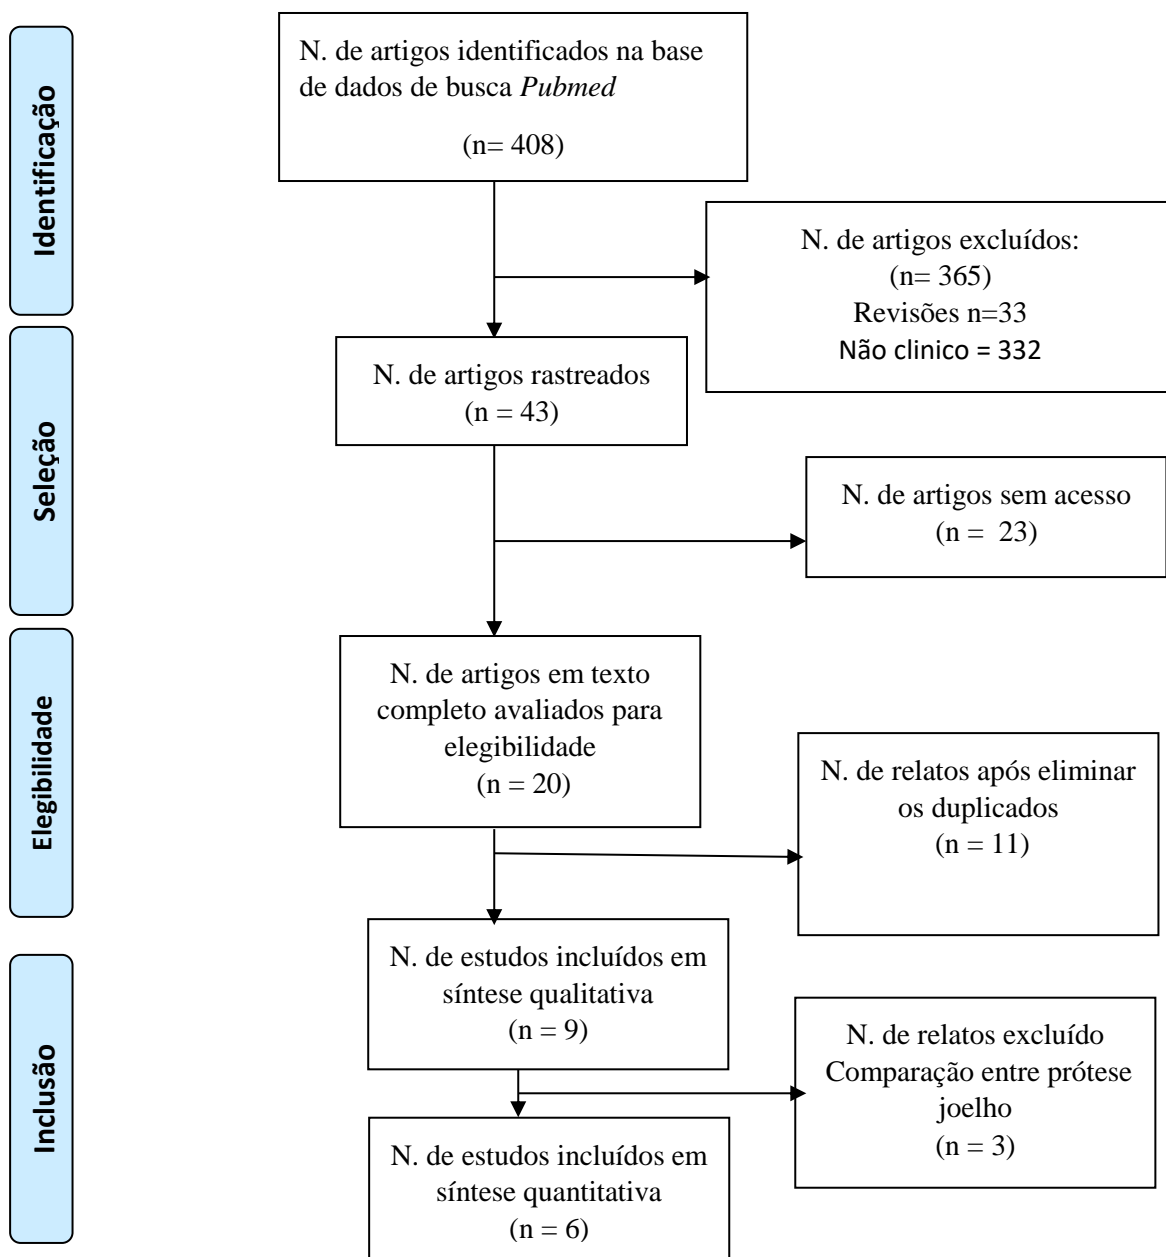 Identificação
N. de artigos identificados na base
de dados de busca Pubmed
(n= 408)
N. de artigos excluídos:
(n= 365)
Revisões n=33
Não clinico = 332
Seleção
N. de artigos rastreados
(n = 43)
N. de artigos sem acesso
(n = 23)
Elegibilidade
N. de artigos em texto
completo avaliados para
elegibilidade
(n = 20)
N. de relatos após eliminar
os duplicados
(n = 11)
Inclusão
N. de estudos incluídos em
síntese qualitativa
(n = 9)
N. de relatos excluído
Comparação entre prótese
joelho
(n = 3)
N. de estudos incluídos em
síntese quantitativa
(n = 6)